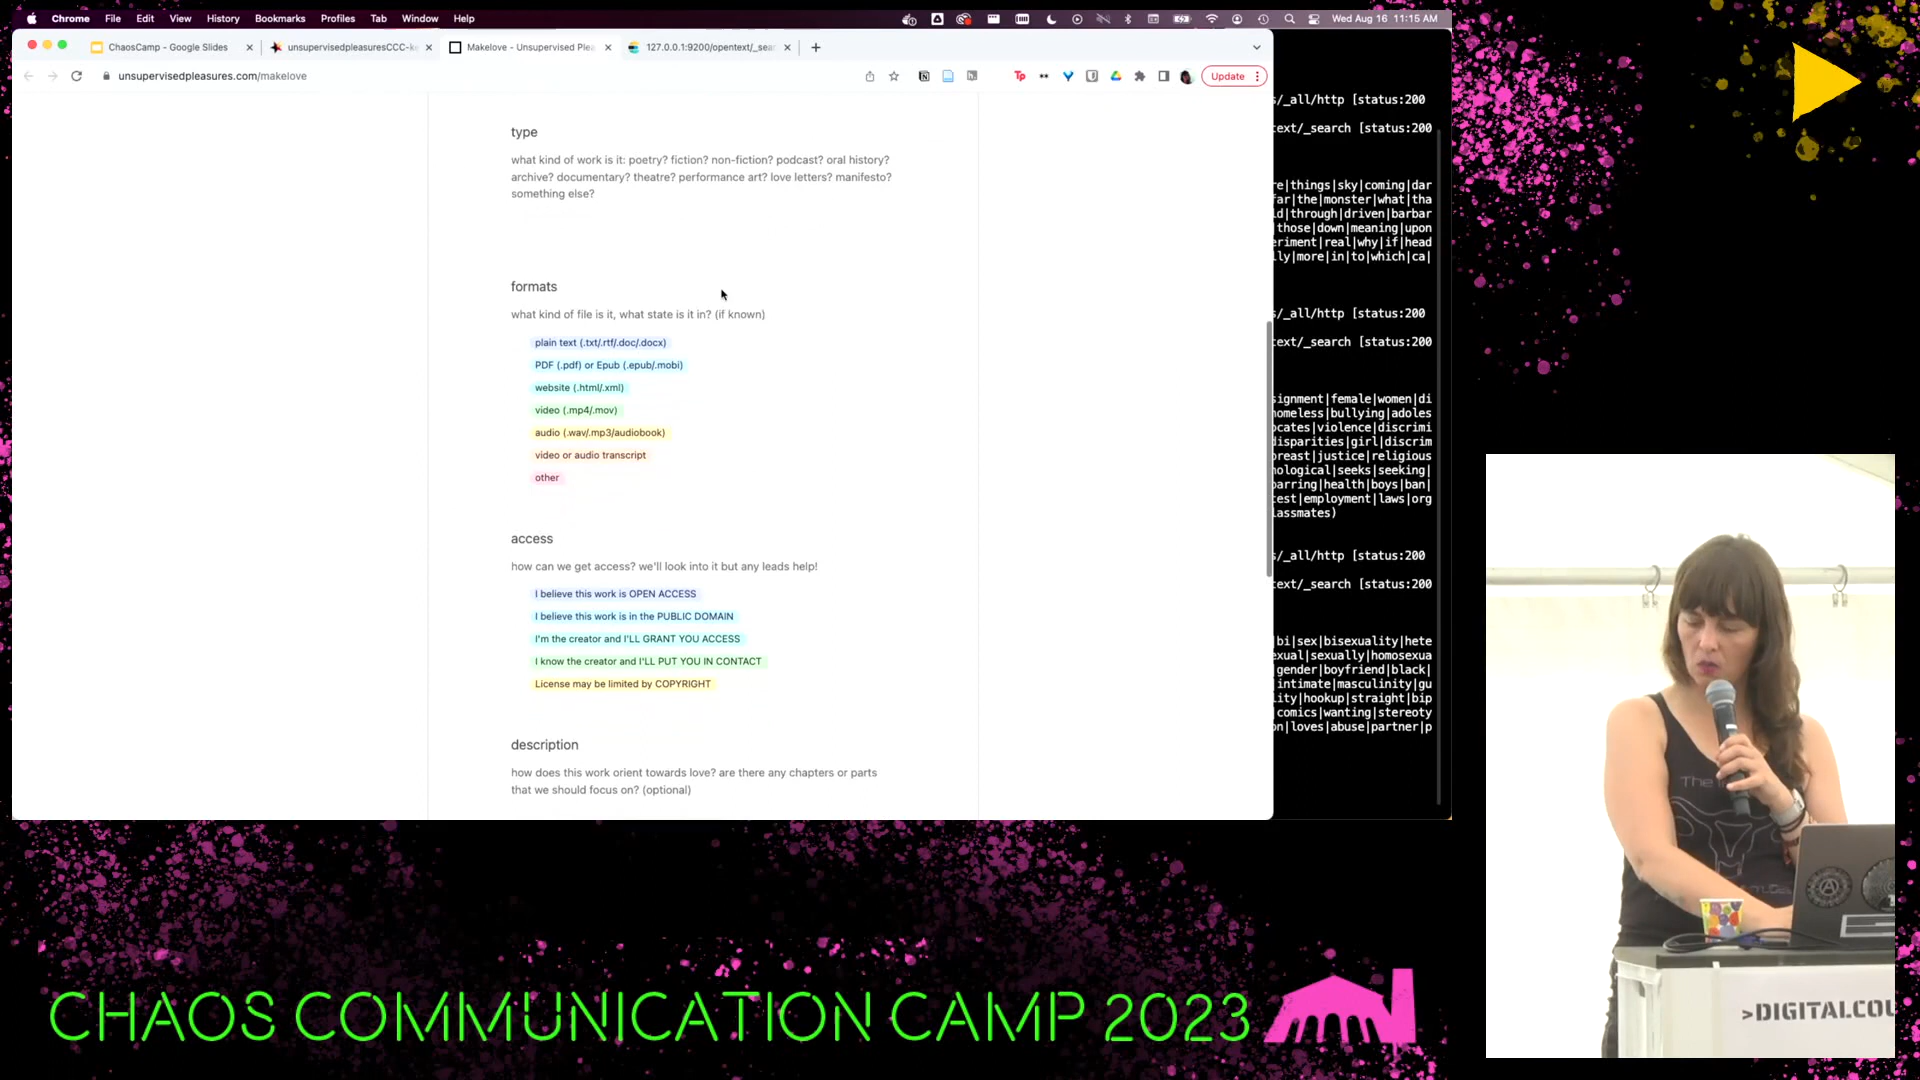 Chrome File Edit View History Bookmarks Profiles Tab Window Help Wed Aug 16 11:15 AM
ChaosCamp - Google Slides
unsupervisedpleasuresCCC-k
Makelove - Unsupervised Plea
127.0.0.1:9200/opentext/_sear
unsupervisedpleasures.com/makelove
Update
type
what kind of work is it: poetry? fiction? non-fiction? podcast? oral history?
archive? documentary? theatre? performance art? love letters? manifesto?
something else?
formats
what kind of file is it, what state is it in? (if known)
plain text (.txt/.rtf/.doc/.docx)
PDF (.pdf) or Epub (.epub/.mobi)
website (.html/.xml)
video (.mp4/.mov)
audio (.wav/.mp3/audiobook)
video or audio transcript
other
access
how can we get access? we'll look into it but any leads help!
I believe this work is OPEN ACCESS
I believe this work is in the PUBLIC DOMAIN
I'm the creator and I'LL GRANT YOU ACCESS
I know the creator and I'LL PUT YOU IN CONTACT
License may be limited by COPYRIGHT
description
how does this work orient towards love? are there any chapters or parts
that we should focus on? (optional)
s/_all/http [status:200
text/_search [status:200
re|things|sky|coming|dar
far|the|monster|what|tha
d|through|driven|barbar
those|down|meaning|upon
eriment|real|why|if|head
ly|more|in|to|which|ca|
s/_all/http [status:200
text/_search [status:200
signment|female|women|di
homeless|bullying|adoles
cates|violence|discrimi
disparities|girl|discrim
breast|justice|religious
nological|seeks|seeking|
barring|health|boys|ban|
test|employment|laws|org
lassmates)
s/_all/http [status:200
text/_search [status:200
|bi|sex|bisexuality|hete
exual|sexually|homosexua
|gender|boyfriend|black|
intimate|masculinity|gu
lity|hookup|straight|bip
comics|wanting|stereoty
on|loves|abuse|partner|p
The
>DIGITALCOU
CHAOS COMMUNICATION CAMP 2023